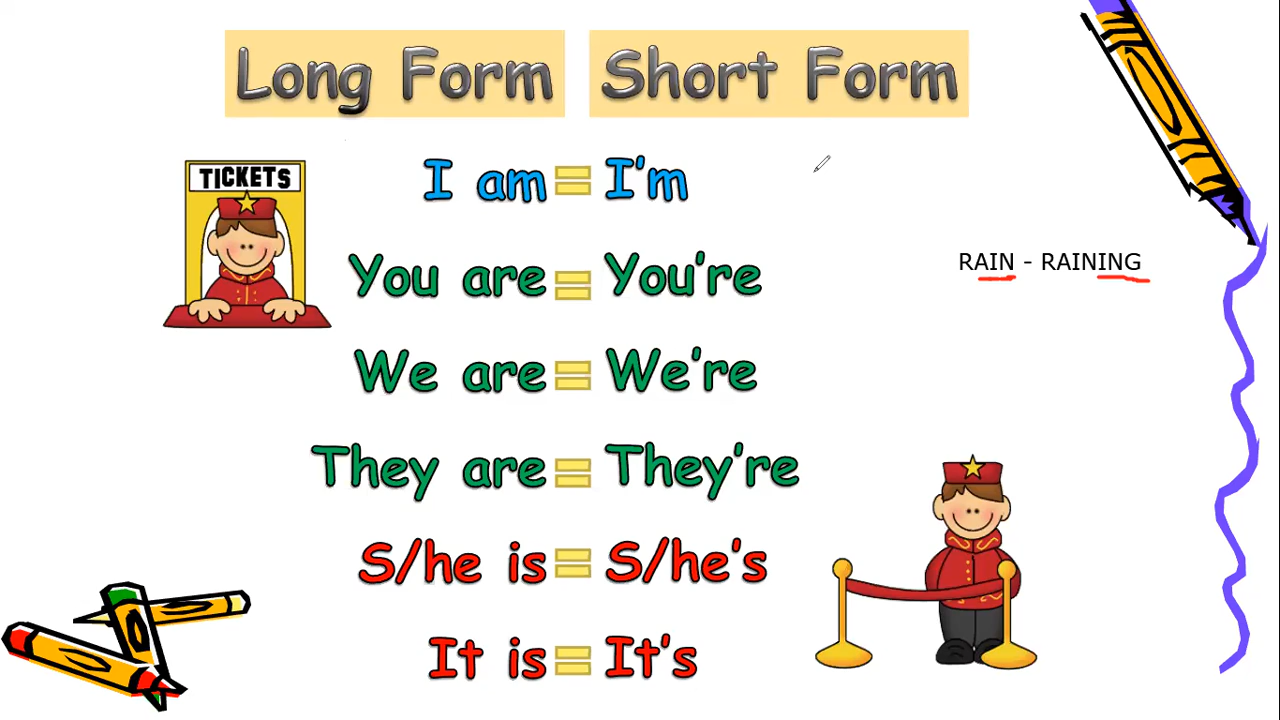 Long Form Short Form
TICKETS
I am = I'm
You are = You're
RAIN - RAINING
We are = We're
They are = They're
S/he is = S/he's
It is = It's